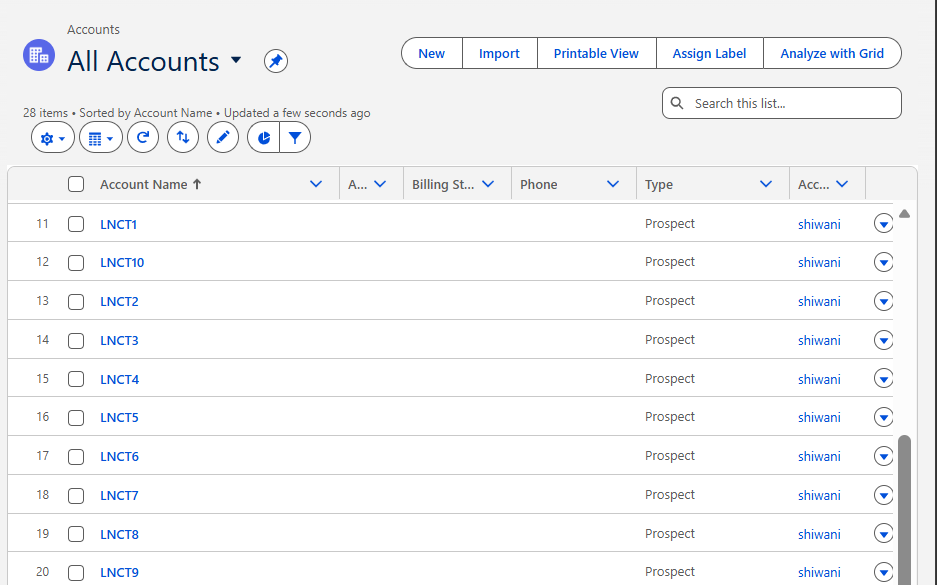 Accounts
All Accounts
New Import Printable View Assign Label Analyze with Grid
28 items • Sorted by Account Name • Updated a few seconds ago
Search this list...
Account Name A... Billing St... Phone Type Acc...
11 LNCT1 Prospect shiwani
12 LNCT10 Prospect shiwani
13 LNCT2 Prospect shiwani
14 LNCT3 Prospect shiwani
15 LNCT4 Prospect shiwani
16 LNCT5 Prospect shiwani
17 LNCT6 Prospect shiwani
18 LNCT7 Prospect shiwani
19 LNCT8 Prospect shiwani
20 LNCT9 Prospect shiwani